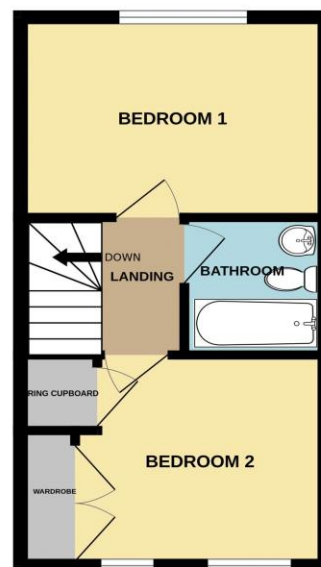 BEDROOM 1
DOWN
LANDING
BATHROOM
RING CUPBOARD
BEDROOM 2
WARDROBE